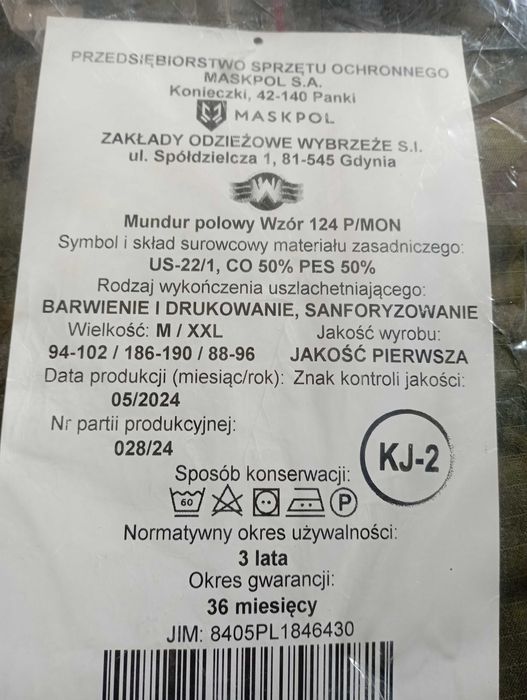 PRZEDSIĘBIORSTWO SPRZĘTU OCHRONNEGO
MASKPOL S.A.
Konieczki, 42-140 Panki
MASKPOL
ZAKŁADY ODZIEŻOWE WYBRZEŻE S.I.
ul. Spółdzielcza 1, 81-545 Gdynia
W
Mundur polowy Wzór 124 P/MON
Symbol i skład surowcowy materiału zasadniczego:
US-22/1, CO 50% PES 50%
Rodzaj wykończenia uszlachetniającego:
BARWIENIE I DRUKOWANIE, SANFORYZOWANIE
Wielkość: M / XXL
Jakość wyrobu:
94-102 / 186-190 / 88-96
JAKOŚĆ PIERWSZA
Data produkcji (miesiąc/rok):
Znak kontroli jakości:
05/2024
Nr partii produkcyjnej:
028/24
KJ-2
Sposób konserwacji:
60
P
Normatywny okres używalności:
3 lata
Okres gwarancji:
36 miesięcy
JIM: 8405PL1846430